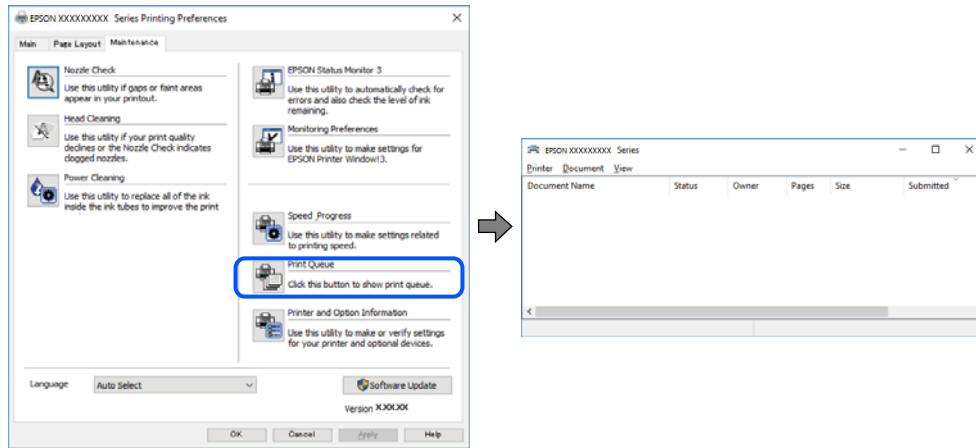 EPSON XXXXXXXXX Series Printing Preferences
Main Page Layout Maintenance
Nozzle Check
Use this utility if gaps or faint areas
appear in your printout.
Head Cleaning
Use this utility if your print quality
declines or the Nozzle Check indicates
clogged nozzles.
Power Cleaning
Use this utility to replace all of the ink
inside the ink tubes to improve the print
EPSON Status Monitor 3
Use this utility to automatically check for
errors and also check the level of ink
remaining.
Monitoring Preferences
Use this utility to make settings for
EPSON Printer Window!3.
Speed Progress
Use this utility to make settings related
to printing speed.
Print Queue
Click this button to show print queue.
Printer and Option Information
Use this utility to make or verify settings
for your printer and optional devices.
Language Auto Select Software Update
Version X.XX.XX
OK Cancel Apply Help
EPSON XXXXXXXXX Series
Printer Document View
Document Name Status Owner Pages Size Submitted